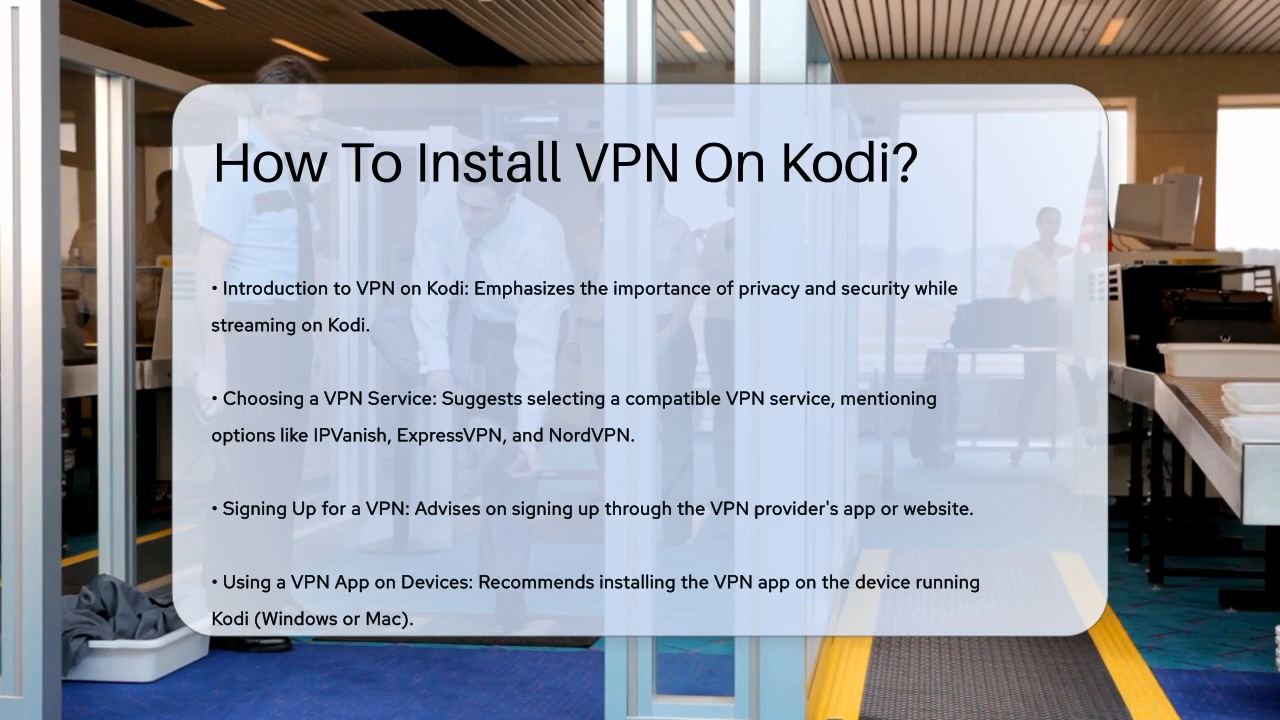 How To Install VPN On Kodi?
• Introduction to VPN on Kodi: Emphasizes the importance of privacy and security while
streaming on Kodi.
• Choosing a VPN Service: Suggests selecting a compatible VPN service, mentioning
options like IPVanish, ExpressVPN, and NordVPN.
• Signing Up for a VPN: Advises on signing up through the VPN provider's app or website.
• Using a VPN App on Devices: Recommends installing the VPN app on the device running
Kodi (Windows or Mac).